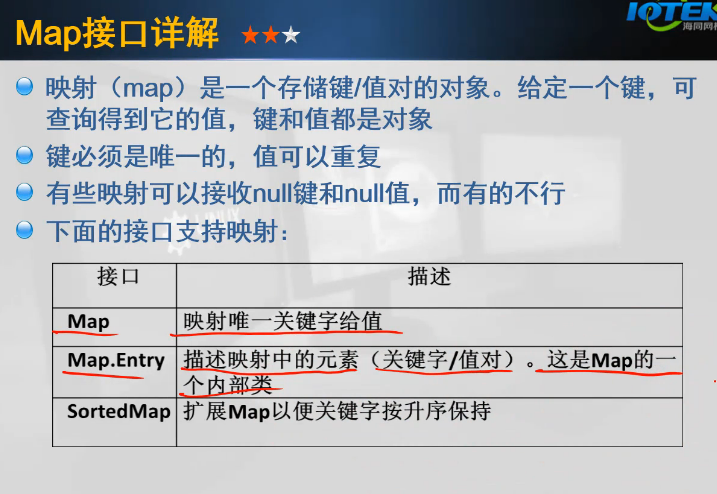 Map接口详解
IOTEK
海同网校
映射（map）是一个存储键/值对的对象。给定一个键，可
查询得到它的值，键和值都是对象
键必须是唯一的，值可以重复
有些映射可以接收null键和null值，而有的不行
下面的接口支持映射：
接口 描述
Map 映射唯一关键字给值
Map.Entry 描述映射中的元素（关键字/值对）。这是Map的一
个内部类
SortedMap 扩展Map以便关键字按升序保持